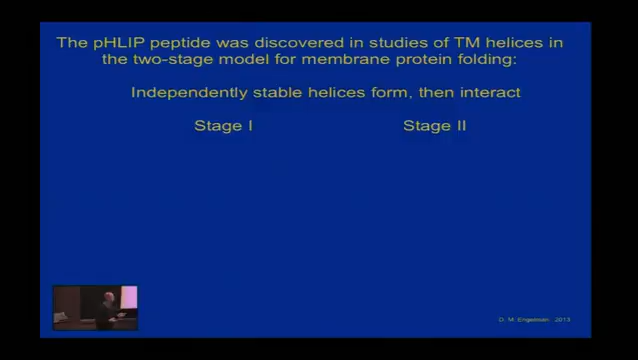 The pHLIP peptide was discovered in studies of TM helices in
the two-stage model for membrane protein folding:
Independently stable helices form, then interact
Stage I Stage II
D. M. Engelman 2013